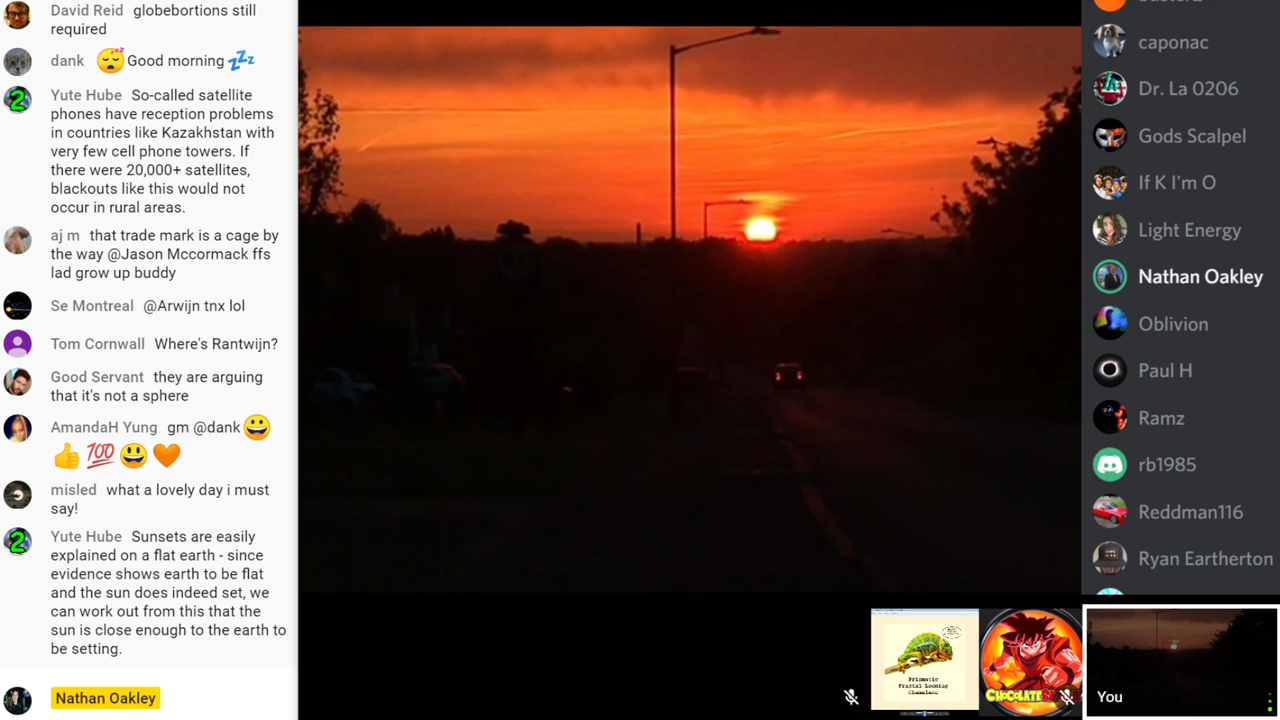 David Reid globebortions still
required
dank Good morning
Yute Hube So-called satellite
phones have reception problems
in countries like Kazakhstan with
very few cell phone towers. If
there were 20,000+ satellites,
blackouts like this would not
occur in rural areas.
aj m that trade mark is a cage by
the way @Jason Mccormack ffs
lad grow up buddy
Se Montreal @Arwijn tnx lol
Tom Cornwall Where's Rantwijn?
Good Servant they are arguing
that it's not a sphere
AmandaH Yung gm @dank
100
misled what a lovely day i must
say!
Yute Hube Sunsets are easily
explained on a flat earth - since
evidence shows earth to be flat
and the sun does indeed set, we
can work out from this that the
sun is close enough to the earth to
be setting.
Nathan Oakley
caponac
Dr. La 0206
Gods Scalpel
If K I'm O
Light Energy
Nathan Oakley
Oblivion
Paul H
Ramz
rb1985
Reddman116
Ryan Eartherton
Prismatic
Fractal Looming
Chameleon
You